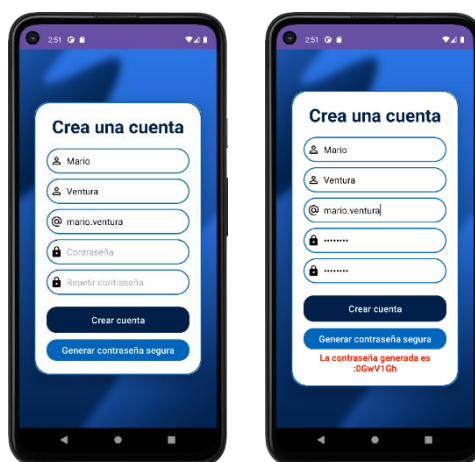 2:51
Crea una cuenta
Mario
Ventura
@ mario.ventura
Contraseña
Repetir contraseña
Crear cuenta
Generar contraseña segura
2:51
Crea una cuenta
Mario
Ventura
@ mario.ventura
••••••••
••••••••
Crear cuenta
Generar contraseña segura
La contraseña generada es
:0GwV1Gh